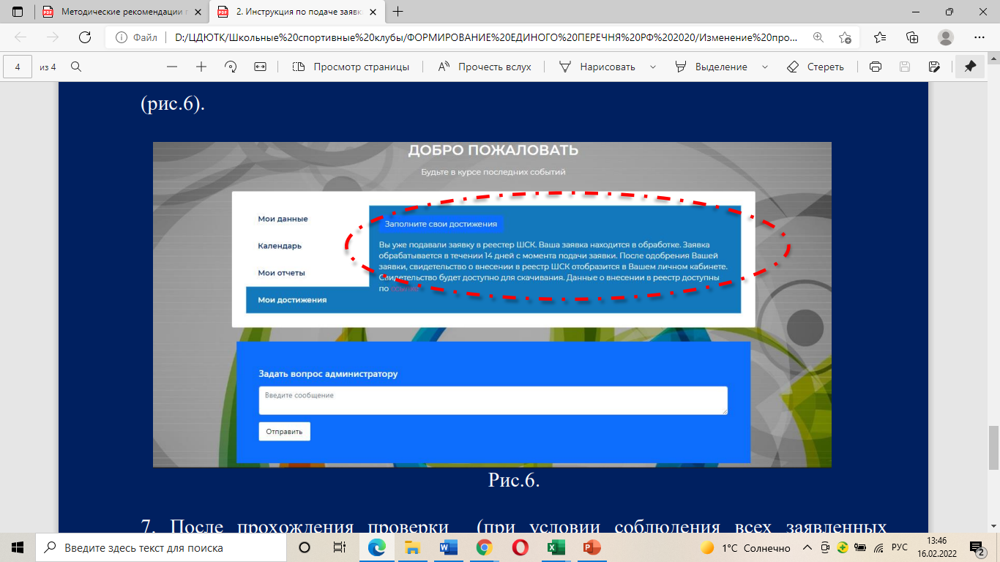 Методические рекомендации п
2. Инструкция по подаче заявк
Файл
D:/ЦДЮТК/Школьные%20спортивные%20клубы/ФОРМИРОВАНИЕ%20ЕДИНОГО%20ПЕРЕЧНЯ%20РФ%202020/Изменение%20про...
4 из 4
Просмотр страницы
Прочесть вслух
Нарисовать
Выделение
Стереть
(рис.6).
ДОБРО ПОЖАЛОВАТЬ
Будьте в курсе последних событий
Мои данные
Календарь
Мои отчеты
Мои достижения
Заполните свои достижения
Вы уже подавали заявку в реестер ШСК. Ваша заявка находится в обработке. Заявка
обрабатывается в течении 14 дней с момента подачи заявки. После одобрения Вашей
заявки, свидетельство о внесении в реестр ШСК отобразится в Вашем личном кабинете.
Свидетельство будет доступно для скачивания. Данные о внесении в реестр доступны
по
Задать вопрос администратору
Введите сообщение
Отправить
Рис.6.
7. После прохождения проверки (при условии соблюдения всех заявленных
Введите здесь текст для поиска
1°C Солнечно
РУС
13:46
16.02.2022
2